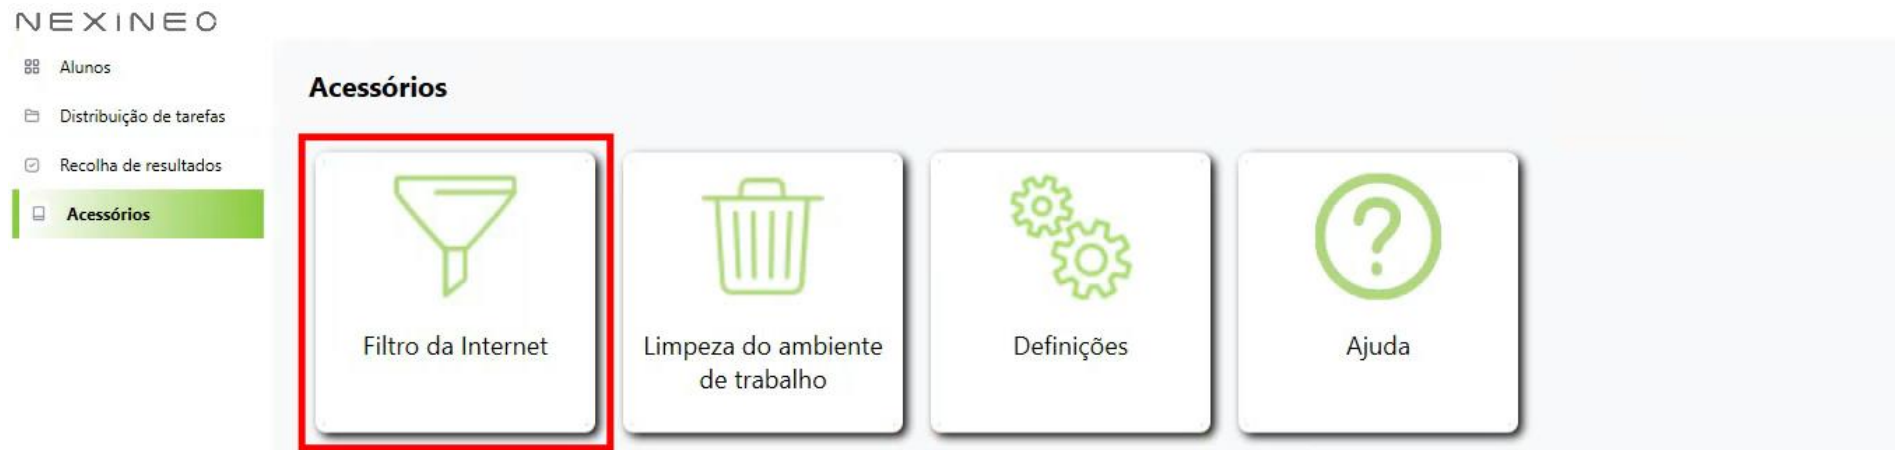 NEXINEO
Alunos
Distribuição de tarefas
Recolha de resultados
Acessórios
Acessórios
Filtro da Internet
Limpeza do ambiente
de trabalho
Definições
Ajuda